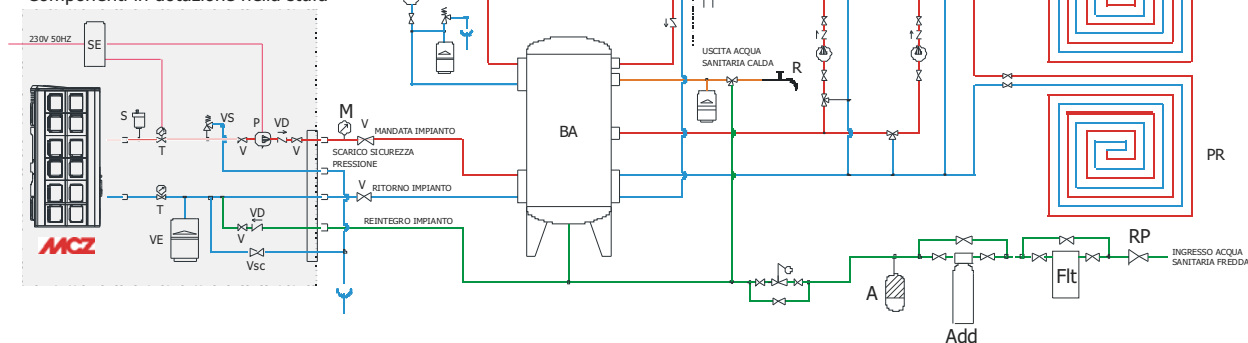 Componenti in dotazione nella stufa
230V 50HZ
SE
USCITA ACQUA
SANITARIA CALDA
R
S
VS
P
VD
M
V
MANDATA IMPIANTO
BA
T
V
V
SCARICO SICUREZZA
PRESSIONE
PR
V
RITORNO IMPIANTO
T
VD
REINTEGRO IMPIANTO
VE
V
MCZ
Vsc
RP
INGRESSO ACQUA
SANITARIA FREDDA
A
Flt
Add